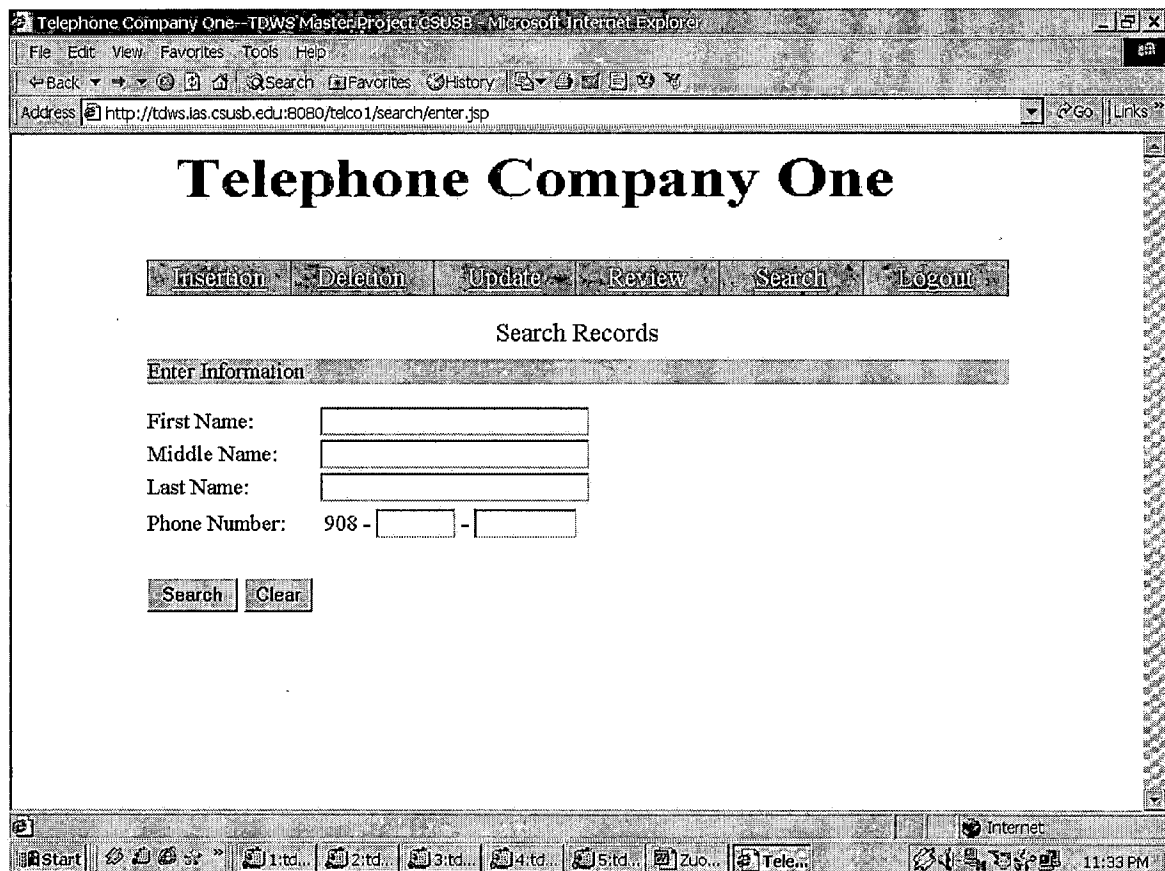 Telephone Company One--TDWS Master Project CSUSB - Microsoft Internet Explorer
File Edit View Favorites Tools Help
Back Search Favorites History
Address http://tdws.ias.csusb.edu:8080/telco1/search/enter.jsp Go Links »
Telephone Company One
Insertion Deletion Update Review Search Logout
Search Records
Enter Information
First Name:
Middle Name:
Last Name:
Phone Number: 908 - -
Search Clear
Internet
Start » 1:td... 2:td... 3:td... 4:td... 5:td... Zuo... Tele... 11:33 PM